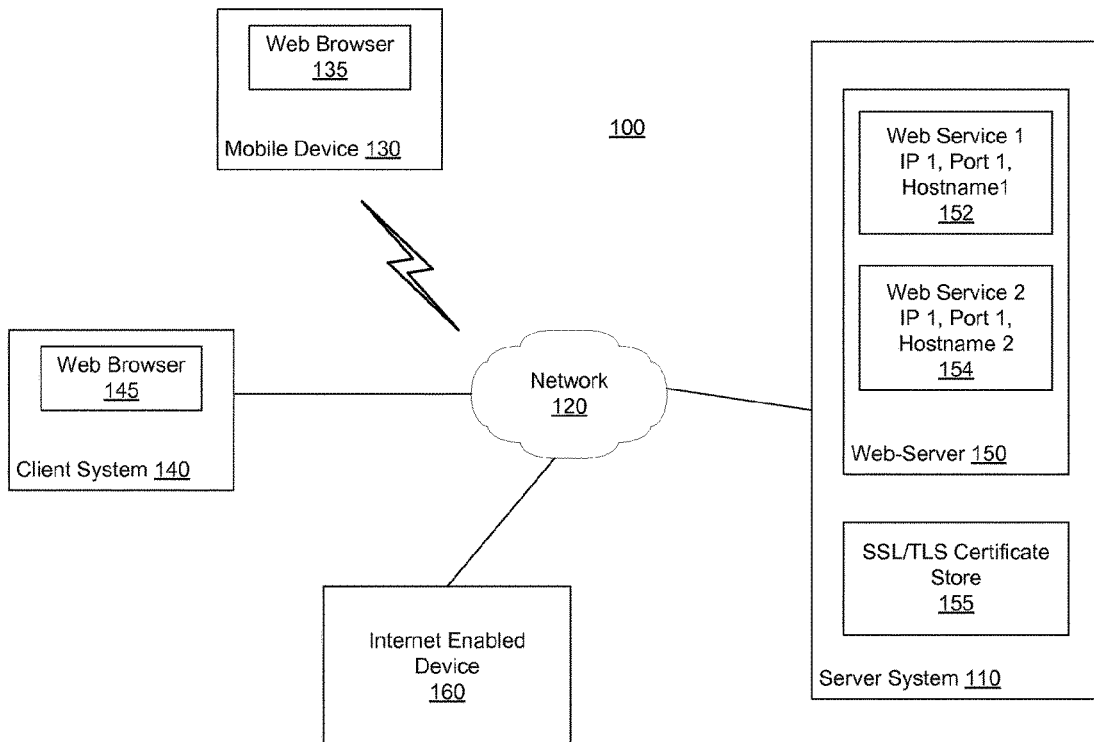 Web Browser
135
Mobile Device 130
100
Web Service 1
IP 1, Port 1,
Hostname1
152
Web Service 2
IP 1, Port 1,
Hostname 2
154
Web-Server 150
SSL/TLS Certificate
Store
155
Server System 110
Web Browser
145
Client System 140
Network
120
Internet Enabled
Device
160